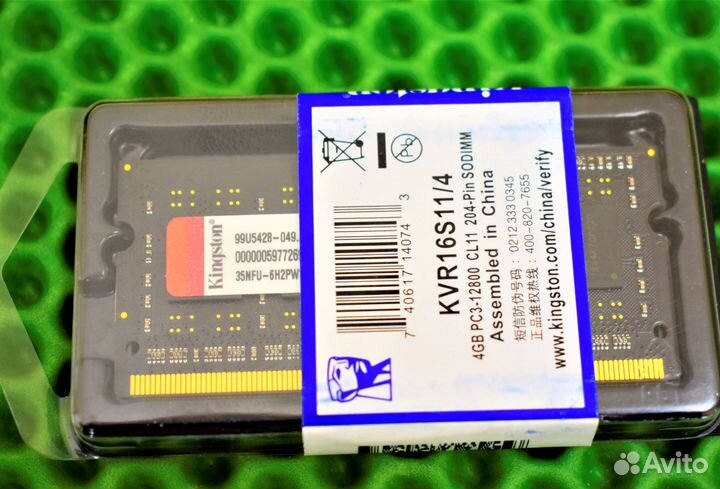 Kingston
99U5428-049.
0000005977269
35NFU-6H2PW
Pb
7 40617 14074 3
KVR16S11/4
4GB PC3-12800 CL11 204-Pin SODIMM
Assembled in China
短信防伪号码: 0212 333 0345
正品维权热线: 400-820-7655
www.kingston.com/china/verify
Avito